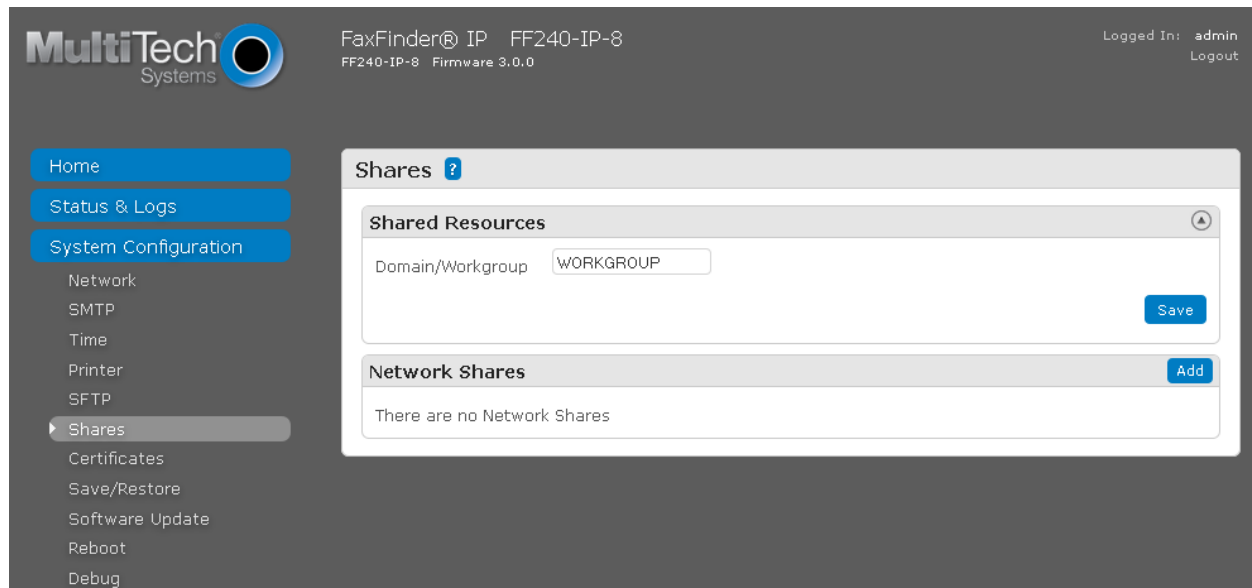 MultiTech
Systems
FaxFinder® IP FF240-IP-8
FF240-IP-8 Firmware 3.0.0
Logged In: admin
Logout
Home
Status & Logs
System Configuration
Network
SMTP
Time
Printer
SFTP
Shares
Certificates
Save/Restore
Software Update
Reboot
Debug
Shares ?
Shared Resources
Domain/Workgroup WORKGROUP
Save
Network Shares Add
There are no Network Shares